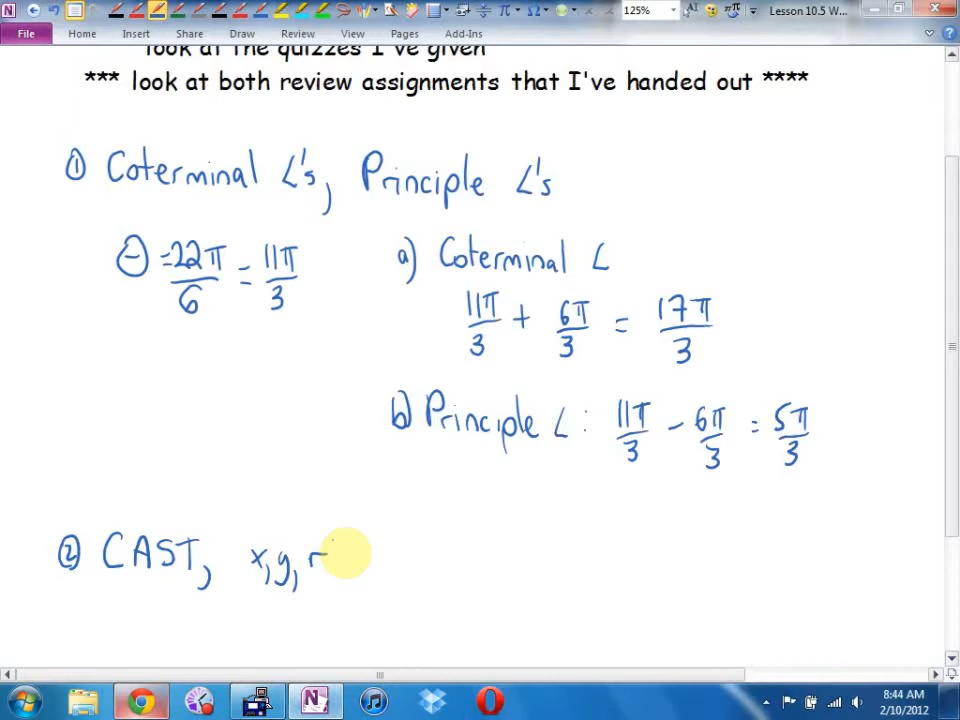 125% Lesson 10.5 W...
File Home Insert Share Draw Review View Pages Add-Ins
look at the quizzes I've given
*** look at both review assignments that I've handed out ****
① Coterminal ∠'s, Principle ∠'s
θ = 22π/6 = 11π/3
a) Coterminal ∠
11π/3 + 6π/3 = 17π/3
b) Principle ∠ : 11π/3 - 6π/3 = 5π/3
② CAST, x, y, r
8:44 AM
2/10/2012